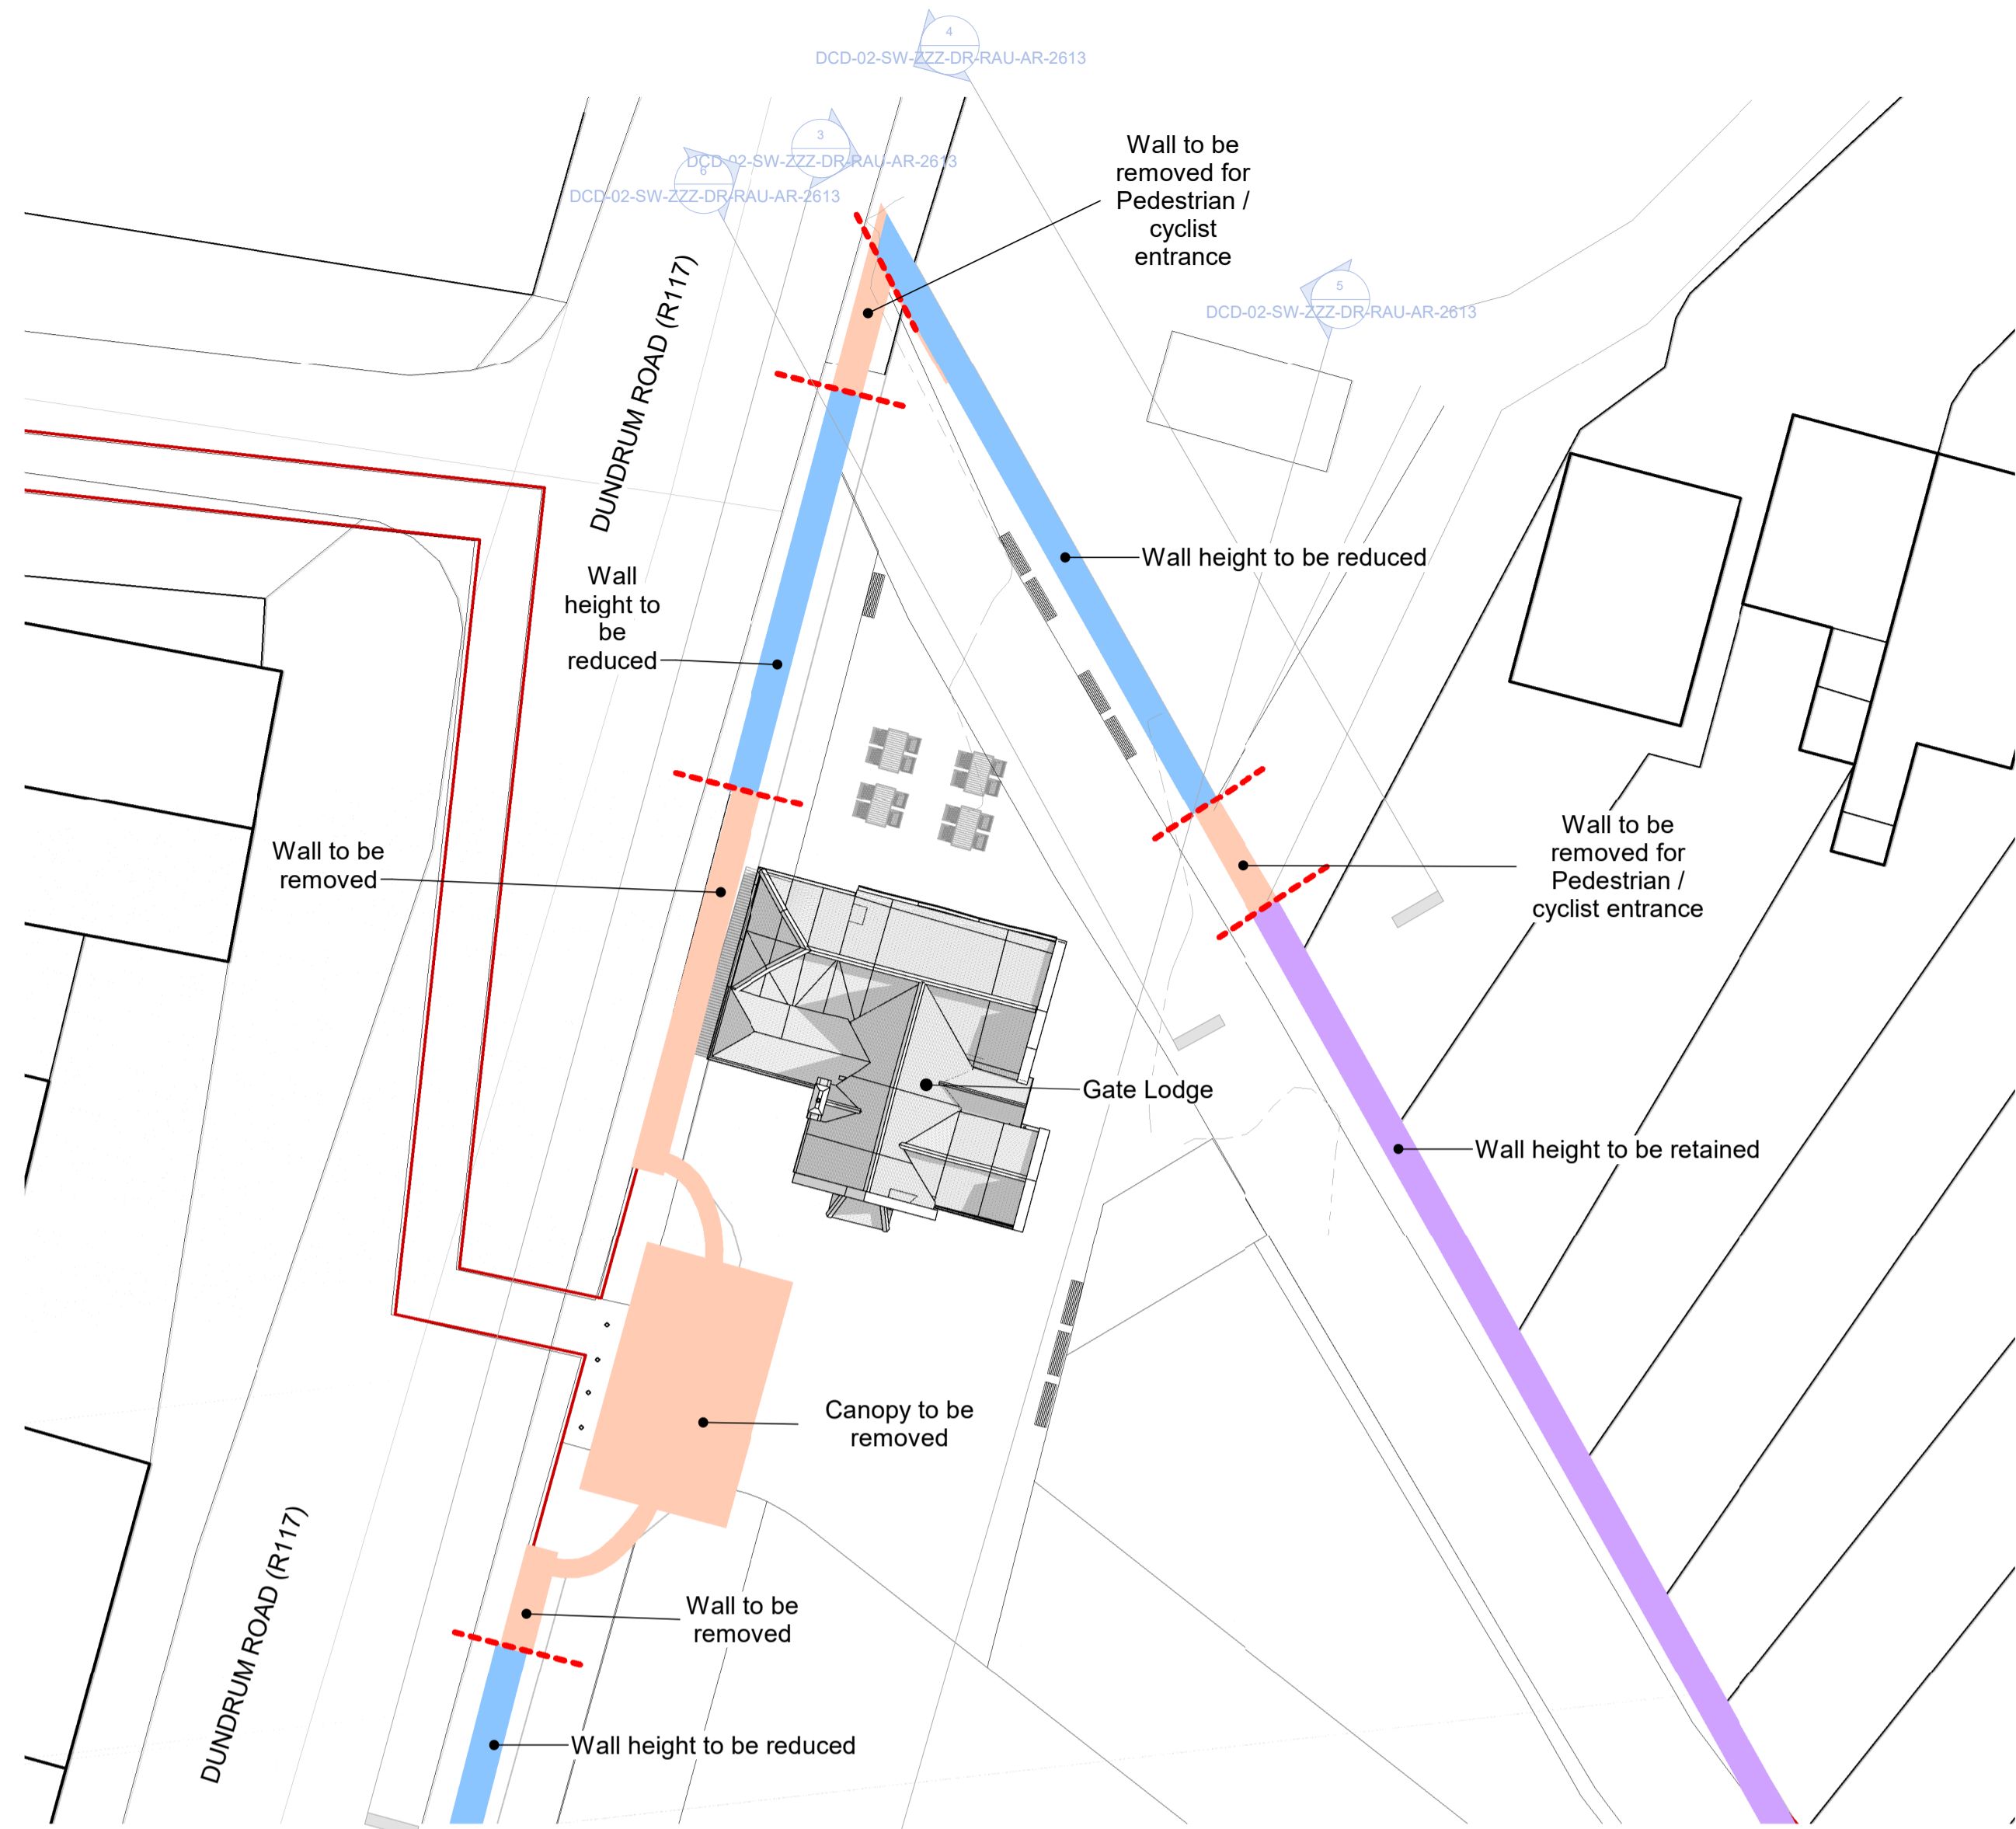 4
DCD-02-SW-ZZZ-DR-RAU-AR-2613
3
DCD-02-SW-ZZZ-DR-RAU-AR-2613
6
DCD-02-SW-ZZZ-DR-RAU-AR-2613
Wall to be
removed for
Pedestrian /
cyclist
entrance
5
DCD-02-SW-ZZZ-DR-RAU-AR-2613
DUNDRUM ROAD (R117)
Wall height to be reduced
Wall
height to
be
reduced
Wall to be
removed
Wall to be
removed for
Pedestrian /
cyclist entrance
Gate Lodge
Wall height to be retained
Canopy to be
removed
Wall to be
removed
DUNDRUM ROAD (R117)
Wall height to be reduced